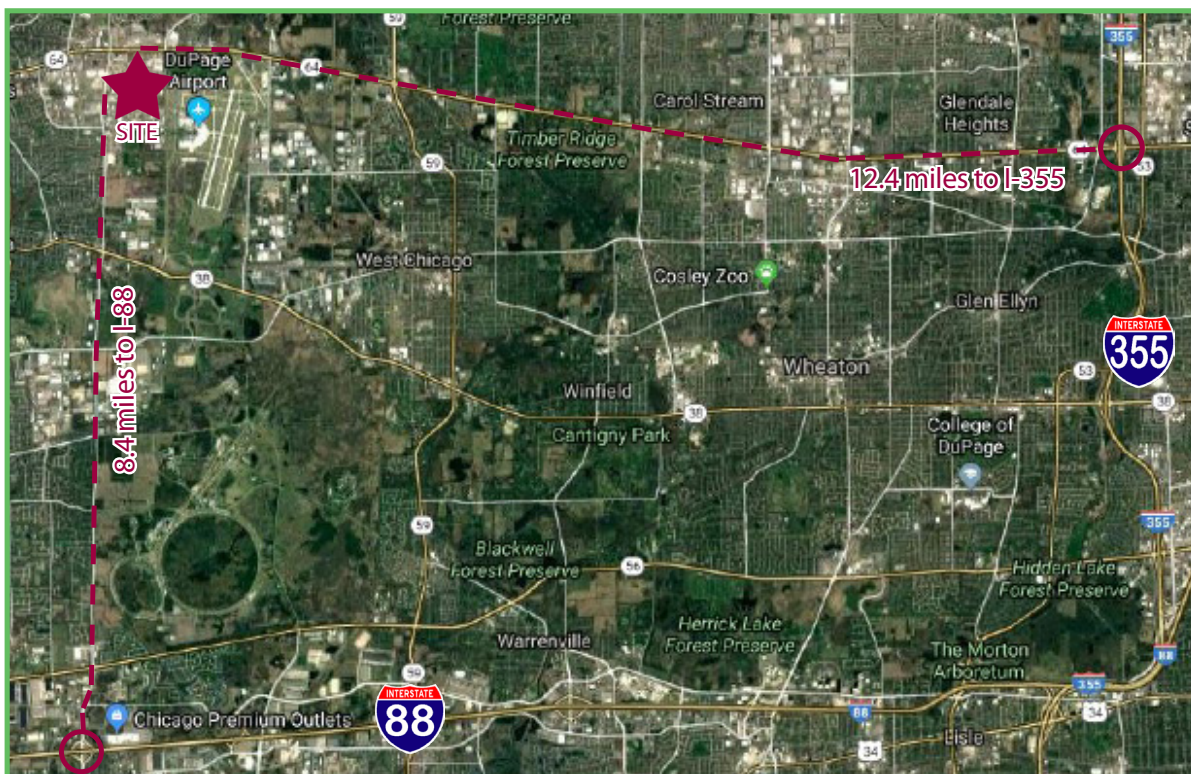 59
Forest Preserve
355
64
DuPage
Airport
64
SITE
Carol Stream
Glendale
Heights
Timber Ridge
Forest Preserve
59
53
12.4 miles to I-355
West Chicago
38
Cosley Zoo
Glen Ellyn
8.4 miles to I-88
INTERSTATE
355
Wheaton
53
Winfield
38
38
Cantigny Park
College of
DuPage
59
355
Blackwell
Forest Preserve
56
Hidden Lake
Forest Preserve
Herrick Lake
Forest Preserve
Warrenville
The Morton
Arboretum
88
59
355
INTERSTATE
88
88
34
Chicago Premium Outlets
34
Lisle